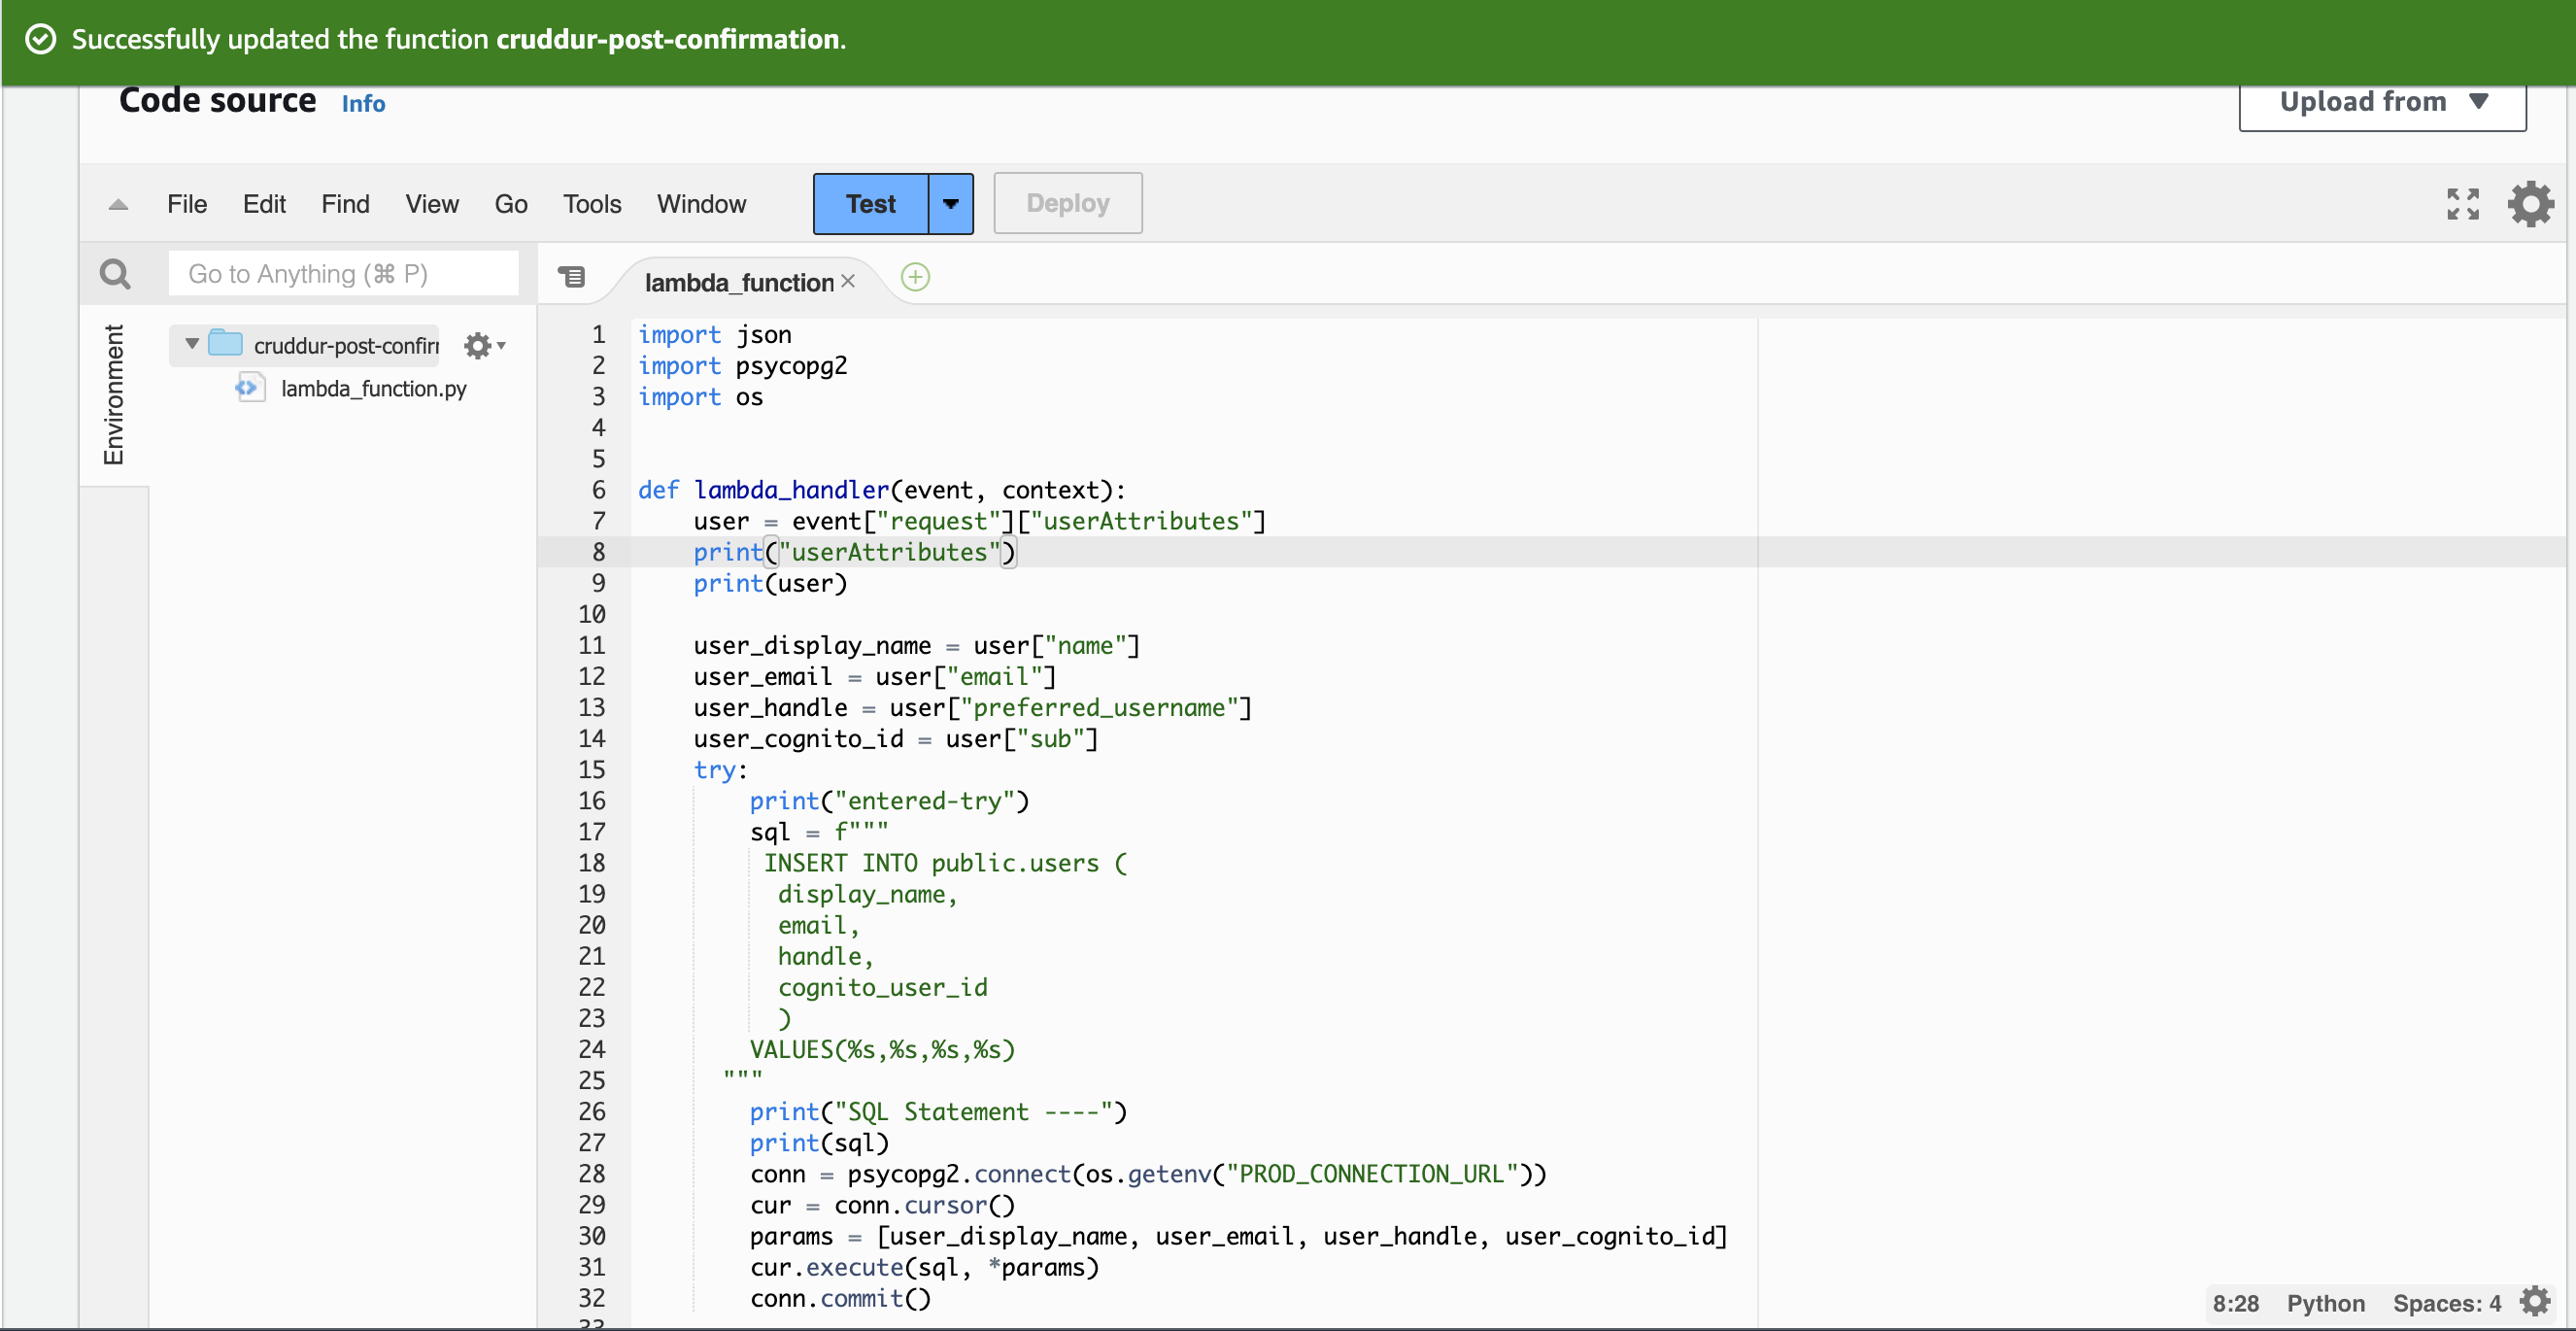 Successfully updated the function cruddur-post-confirmation.
Code source Info
Upload from
File Edit Find View Go Tools Window Test Deploy
Go to Anything (⌘ P)
lambda_function
Environment
cruddur-post-confirı
lambda_function.py
1 import json
2 import psycopg2
3 import os
4
5
6 def lambda_handler(event, context):
7     user = event["request"]["userAttributes"]
8     print("userAttributes")
9     print(user)
10
11     user_display_name = user["name"]
12     user_email = user["email"]
13     user_handle = user["preferred_username"]
14     user_cognito_id = user["sub"]
15     try:
16         print("entered-try")
17         sql = f"""
18          INSERT INTO public.users (
19           display_name,
20           email,
21           handle,
22           cognito_user_id
23           )
24         VALUES(%s,%s,%s,%s)
25       """
26         print("SQL Statement ----")
27         print(sql)
28         conn = psycopg2.connect(os.getenv("PROD_CONNECTION_URL"))
29         cur = conn.cursor()
30         params = [user_display_name, user_email, user_handle, user_cognito_id]
31         cur.execute(sql, *params)
32         conn.commit()
33
8:28 Python Spaces: 4